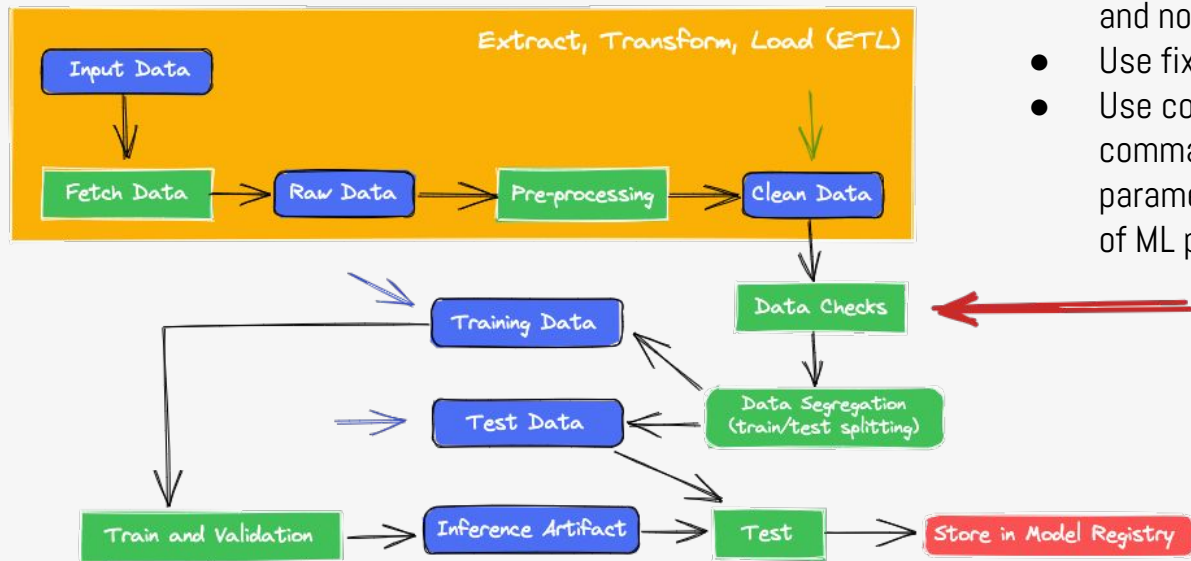 Extract, Transform, Load (ETL)
Input Data
Fetch Data
Raw Data
Pre-processing
Clean Data
Data Checks
Training Data
Data Segregation
(train/test splitting)
Test Data
Train and Validation
Inference Artifact
Test
Store in Model Registry
and no
● Use fix
● Use co
comma
parame
of ML p